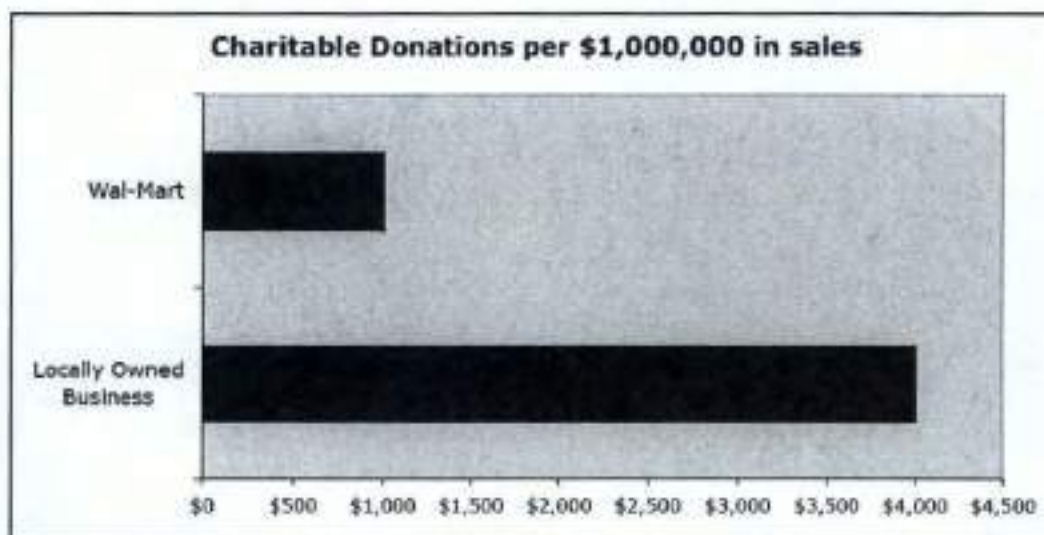 Charitable Donations per $1,000,000 in sales
Wal-Mart
Locally Owned
Business
$0 $500 $1,000 $1,500 $2,000 $2,500 $3,000 $3,500 $4,000 $4,500